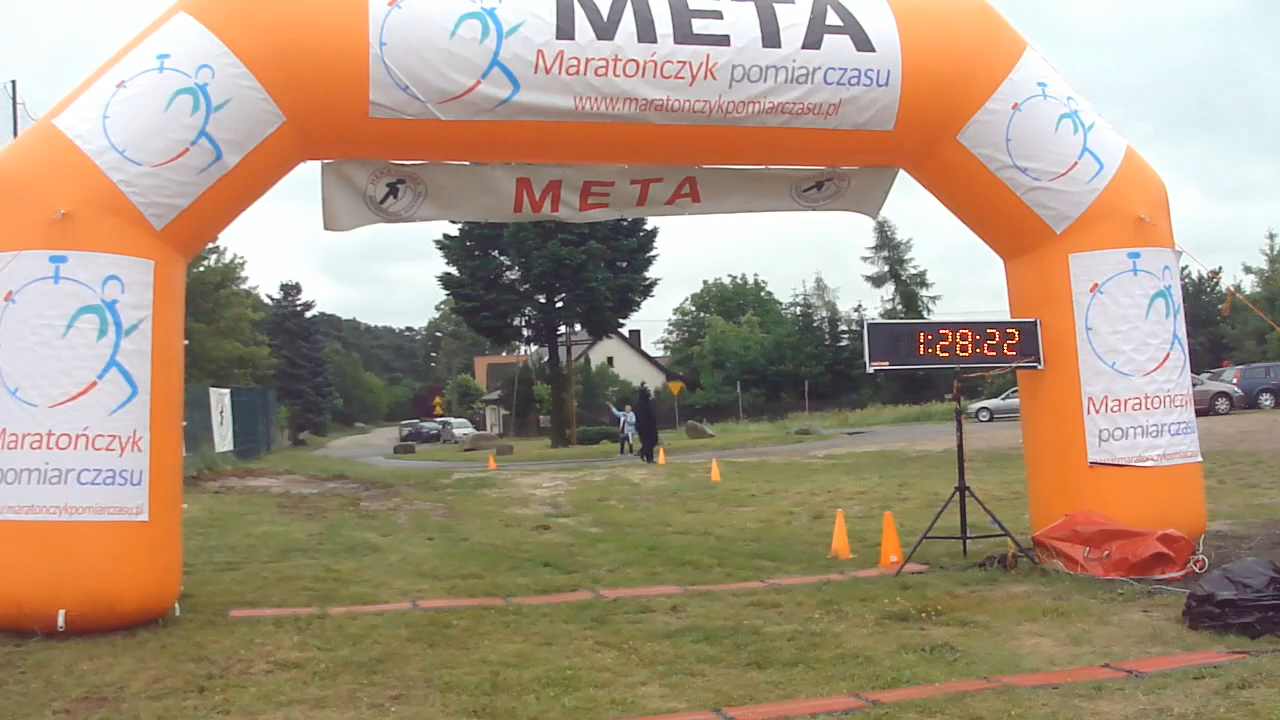 META
Maratończyk pomiarczasu
www.maratonczykpomiarczasu.pl
META
1:28:22
Maratończyk
pomiarczasu
www.maratonczykpomiarczasu.pl
Maratończyk
pomiarczasu